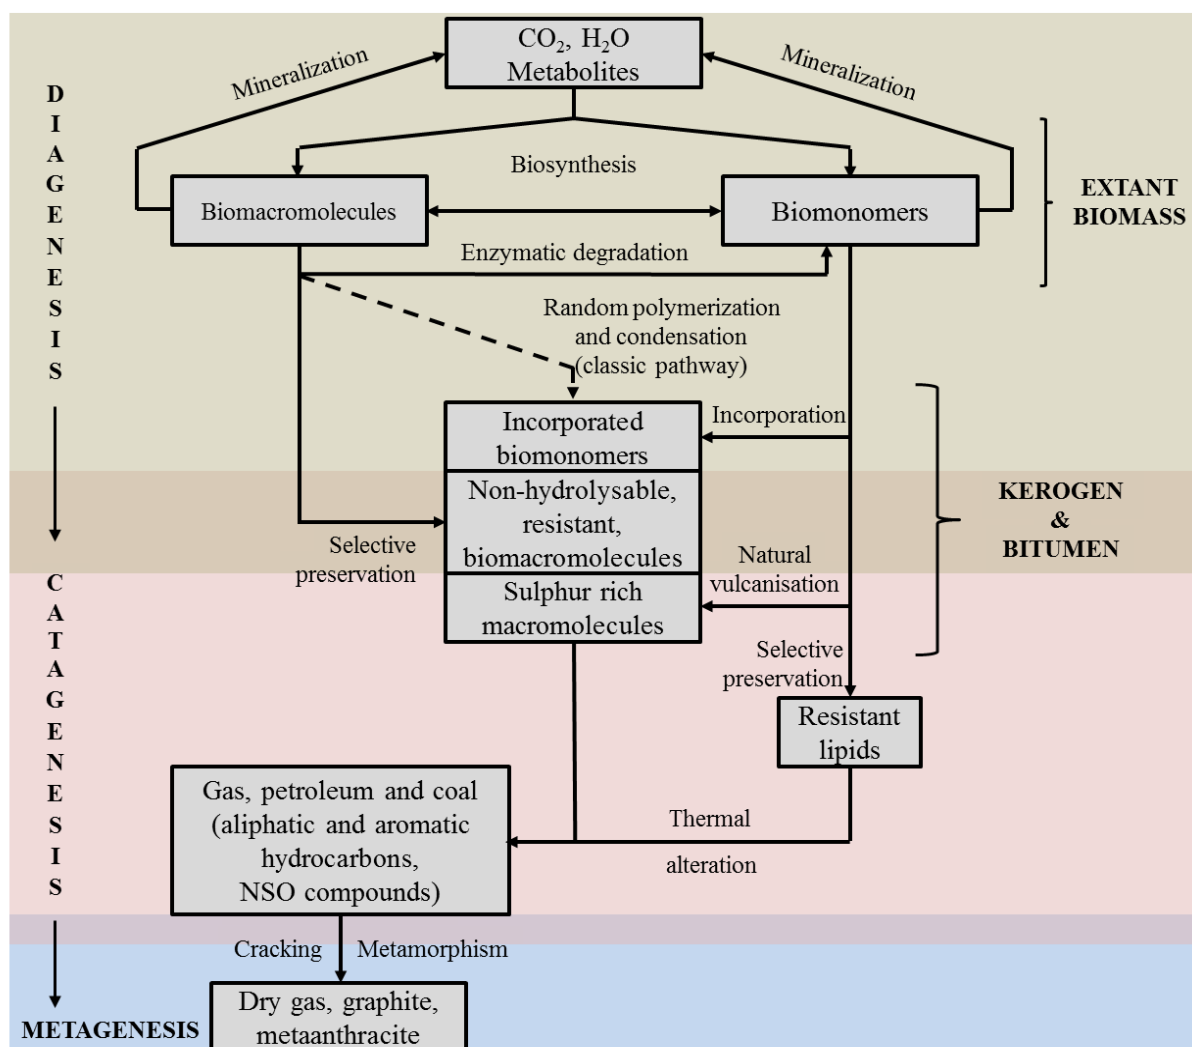 CO₂, H₂O
Metabolites
Mineralization
Mineralization
DIAGENESIS
Biosynthesis
Biomacromolecules
Biomonomers
EXTANT
BIOMASS
Enzymatic degradation
Random polymerization
and condensation
(classic pathway)
Incorporated
biomonomers
Incorporation
Non-hydrolysable,
resistant,
biomacromolecules
KEROGEN
&
BITUMEN
Selective
preservation
Natural
vulcanisation
Sulphur rich
macromolecules
CATAGENESIS
Selective
preservation
Resistant
lipids
Gas, petroleum and coal
(aliphatic and aromatic
hydrocarbons,
NSO compounds)
Thermal
alteration
Cracking
Metamorphism
Dry gas, graphite,
metaanthracite
METAGENESIS